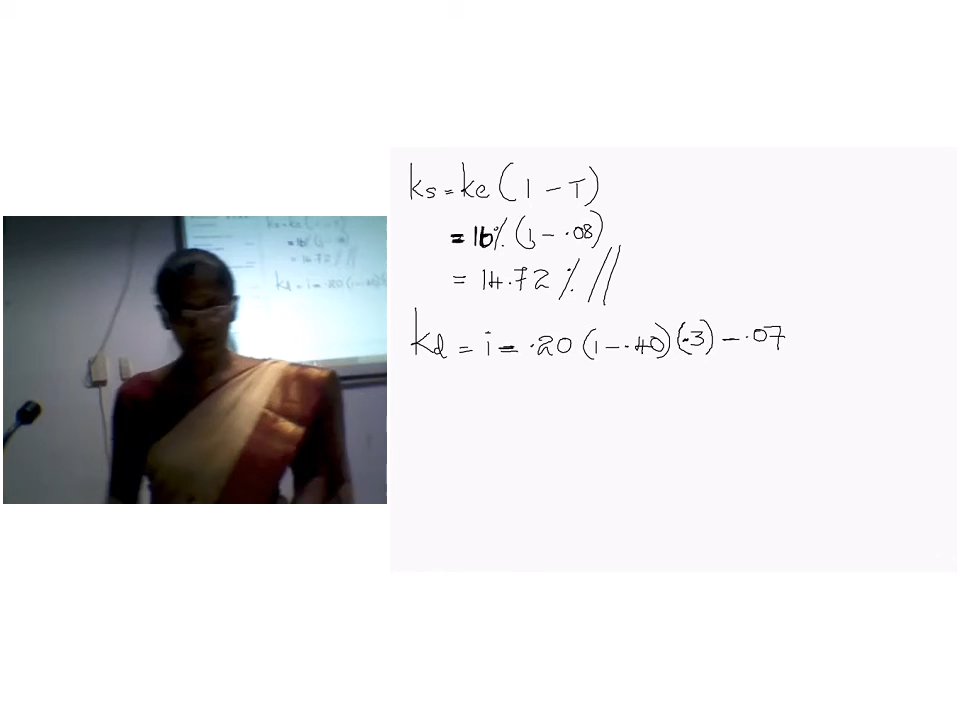 ks = ke (1 - T)
= 16% (1 - .08)
= 14.72% //
kd = i = .20 (1 - .40) (.3) - .07